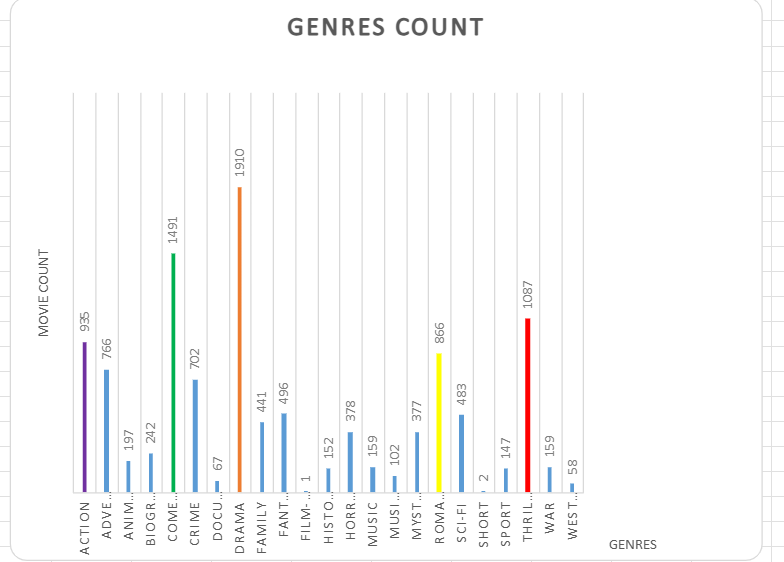 GENRES COUNT
MOVIE COUNT
935
766
197
242
1491
702
67
1910
441
496
1
152
378
159
102
377
866
483
2
147
1087
159
58
ACTION
ADVE...
ANIM...
BIOGR...
COME...
CRIME
DOCU...
DRAMA
FAMILY
FANT...
FILM-...
HISTO...
HORR...
MUSIC
MUSI...
MYST...
ROMA...
SCI-FI
SHORT
SPORT
THRIL...
WAR
WEST...
GENRES